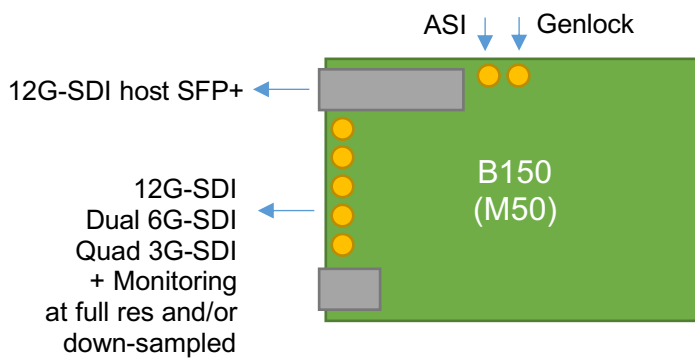 ASI Genlock
12G-SDI host SFP+
B150
(M50)
12G-SDI
Dual 6G-SDI
Quad 3G-SDI
+ Monitoring
at full res and/or
down-sampled